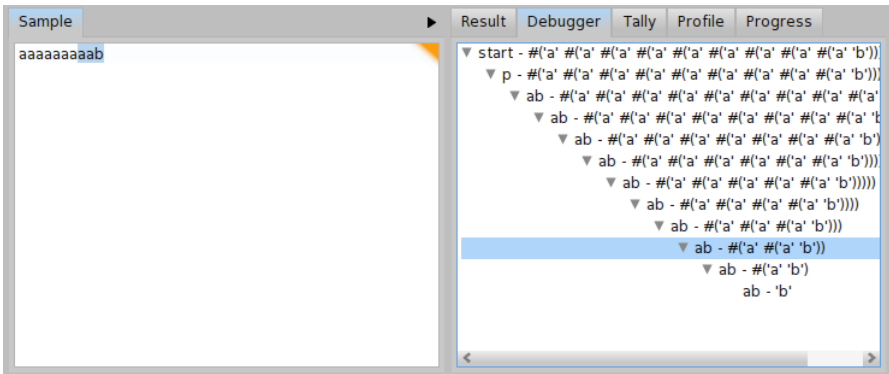 Sample
Result Debugger Tally Profile Progress
aaaaaaaaab
start - #('a' #('a' #('a' #('a' #('a' #('a' #('a' #('a' #('a' 'b')))
p - #('a' #('a' #('a' #('a' #('a' #('a' #('a' #('a' #('a' 'b')))
ab - #('a' #('a' #('a' #('a' #('a' #('a' #('a' #('a' #('a'
ab - #('a' #('a' #('a' #('a' #('a' #('a' #('a' #('a' 'b
ab - #('a' #('a' #('a' #('a' #('a' #('a' #('a' 'b')
ab - #('a' #('a' #('a' #('a' #('a' #('a' 'b'))))
ab - #('a' #('a' #('a' #('a' #('a' 'b')))))
ab - #('a' #('a' #('a' #('a' 'b'))))
ab - #('a' #('a' #('a' 'b')))
ab - #('a' #('a' 'b'))
ab - #('a' 'b')
ab - 'b'